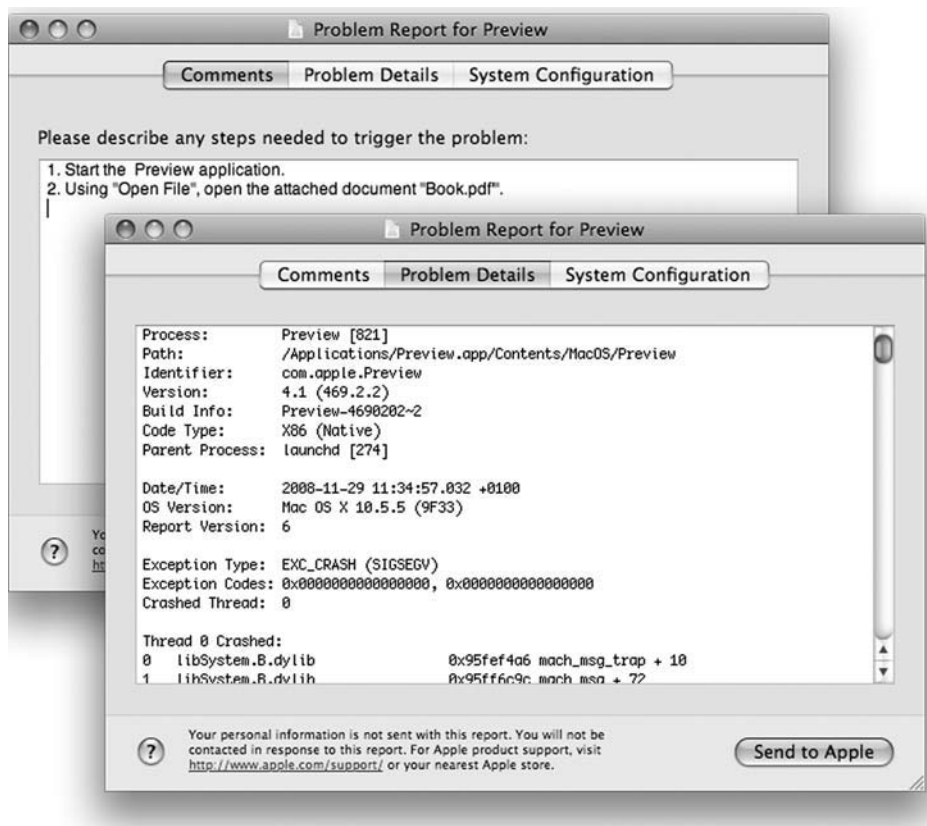 Problem Report for Preview
Comments Problem Details System Configuration
Please describe any steps needed to trigger the problem:
1. Start the Preview application.
2. Using "Open File", open the attached document "Book.pdf".
?
Yo
co
ht
Problem Report for Preview
Comments Problem Details System Configuration
Process: Preview [821]
Path: /Applications/Preview.app/Contents/MacOS/Preview
Identifier: com.apple.Preview
Version: 4.1 (469.2.2)
Build Info: Preview-4690202~2
Code Type: X86 (Native)
Parent Process: launchd [274]
Date/Time: 2008-11-29 11:34:57.032 +0100
OS Version: Mac OS X 10.5.5 (9F33)
Report Version: 6
Exception Type: EXC_CRASH (SIGSEGV)
Exception Codes: 0x0000000000000000, 0x0000000000000000
Crashed Thread: 0
Thread 0 Crashed:
0 libSystem.B.dylib 0x95fef4a6 mach_msg_trap + 10
1 libSystem.B.dylib 0x95ff6c9c mach_msg + 72
?
Your personal information is not sent with this report. You will not be
contacted in response to this report. For Apple product support, visit
http://www.apple.com/support/ or your nearest Apple store.
Send to Apple